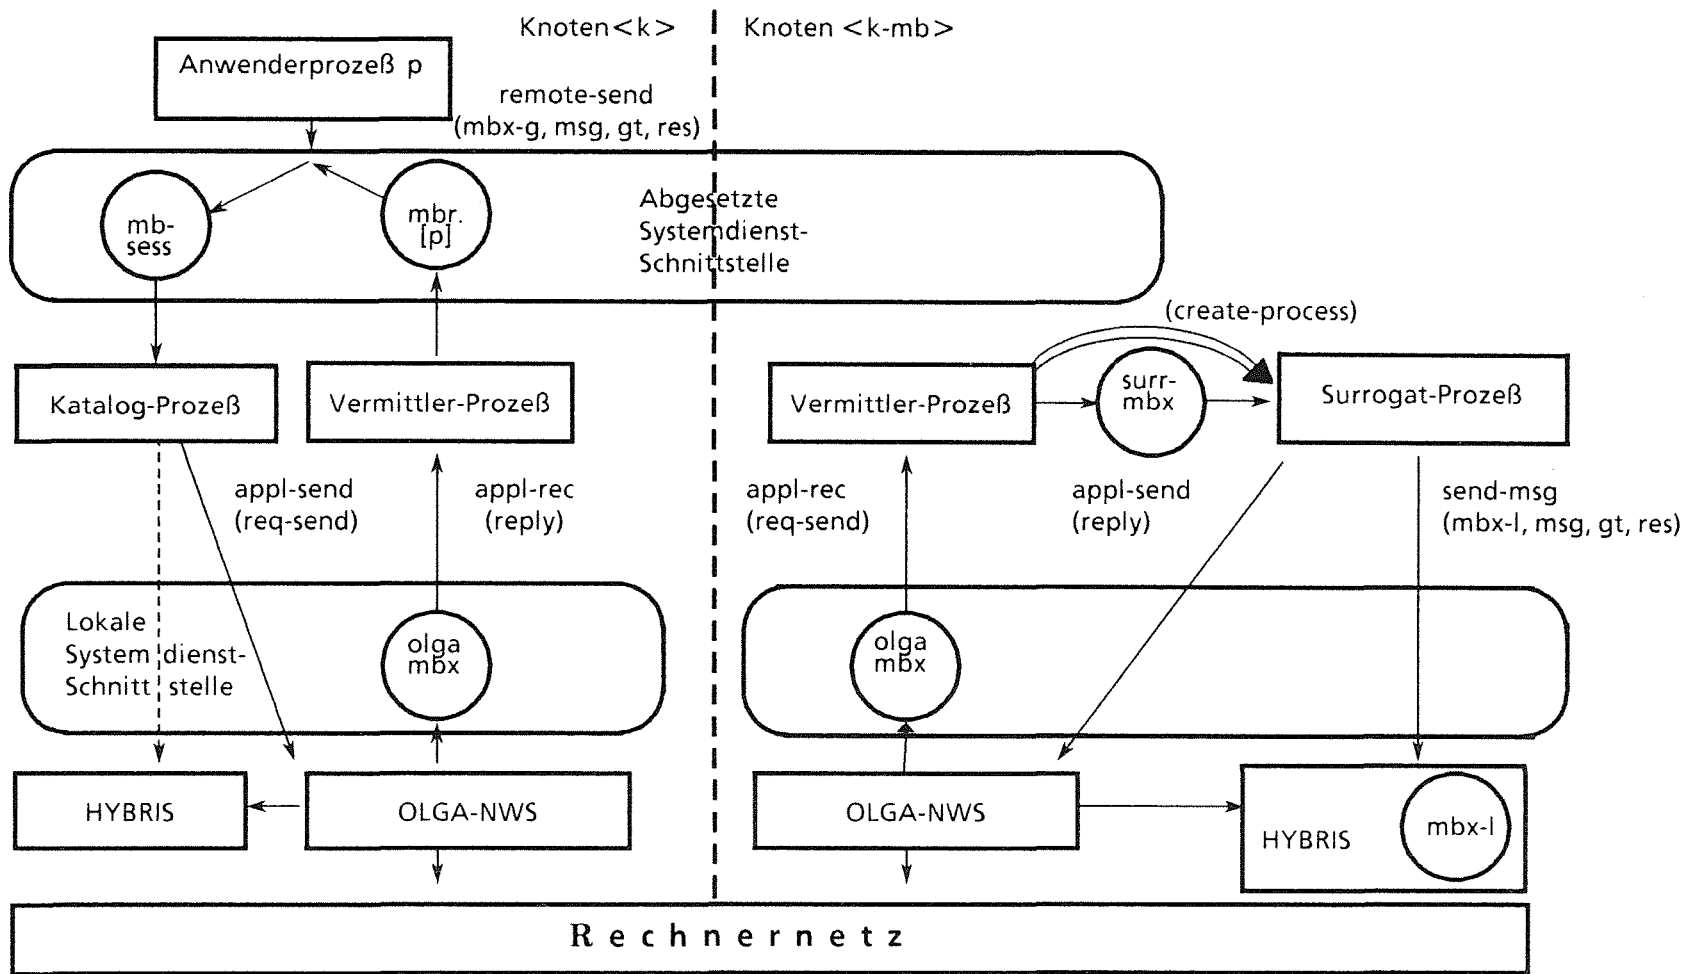 Knoten<k>
Knoten <k-mb>
Anwenderprozeß p
remote-send
(mbx-g, msg, gt, res)
mb-
sess
mbr.
[p]
Abgesetzte
Systemdienst-
Schnittstelle
(create-process)
Katalog-Prozeß
Vermittler-Prozeß
Vermittler-Prozeß
surr-
mbx
Surrogat-Prozeß
appl-send
(req-send)
appl-rec
(reply)
appl-rec
(req-send)
appl-send
(reply)
send-msg
(mbx-l, msg, gt, res)
Lokale
System dienst-
Schnitt stelle
olga
mbx
olga
mbx
HYBRIS
OLGA-NWS
OLGA-NWS
HYBRIS
mbx-l
Rechnernetz